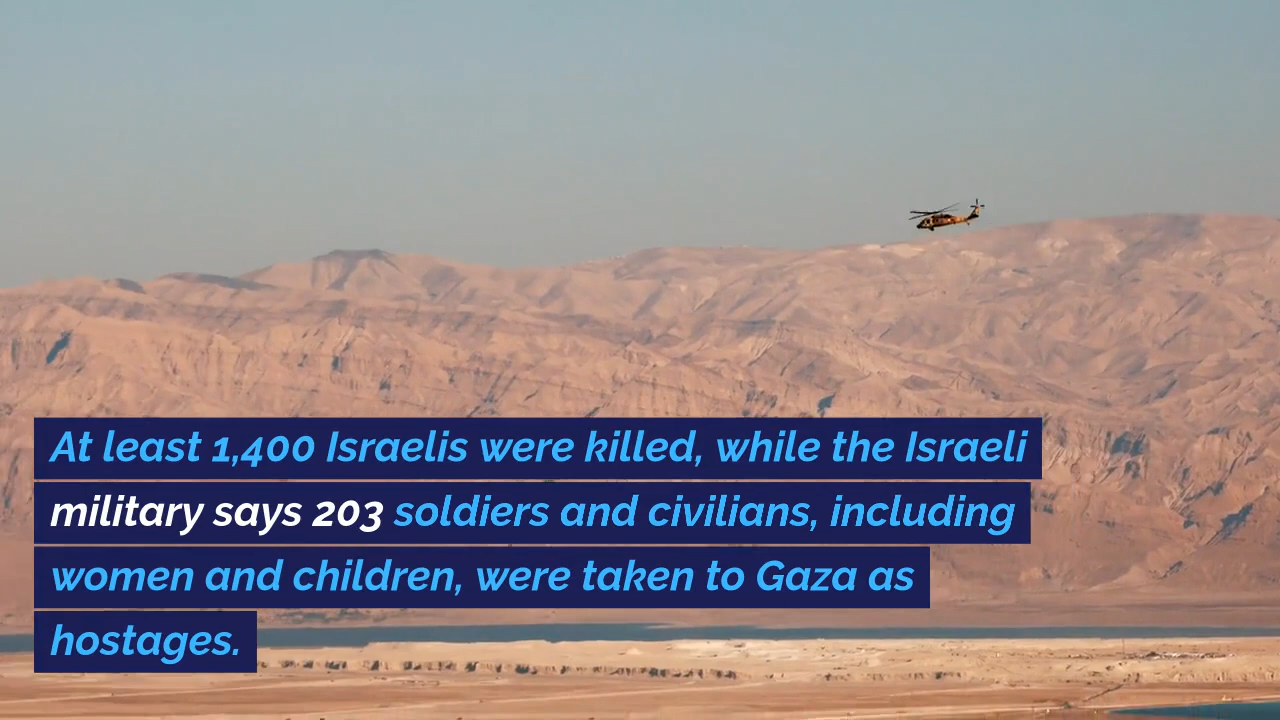 At least 1,400 Israelis were killed, while the Israeli
military says 203 soldiers and civilians, including
women and children, were taken to Gaza as
hostages.